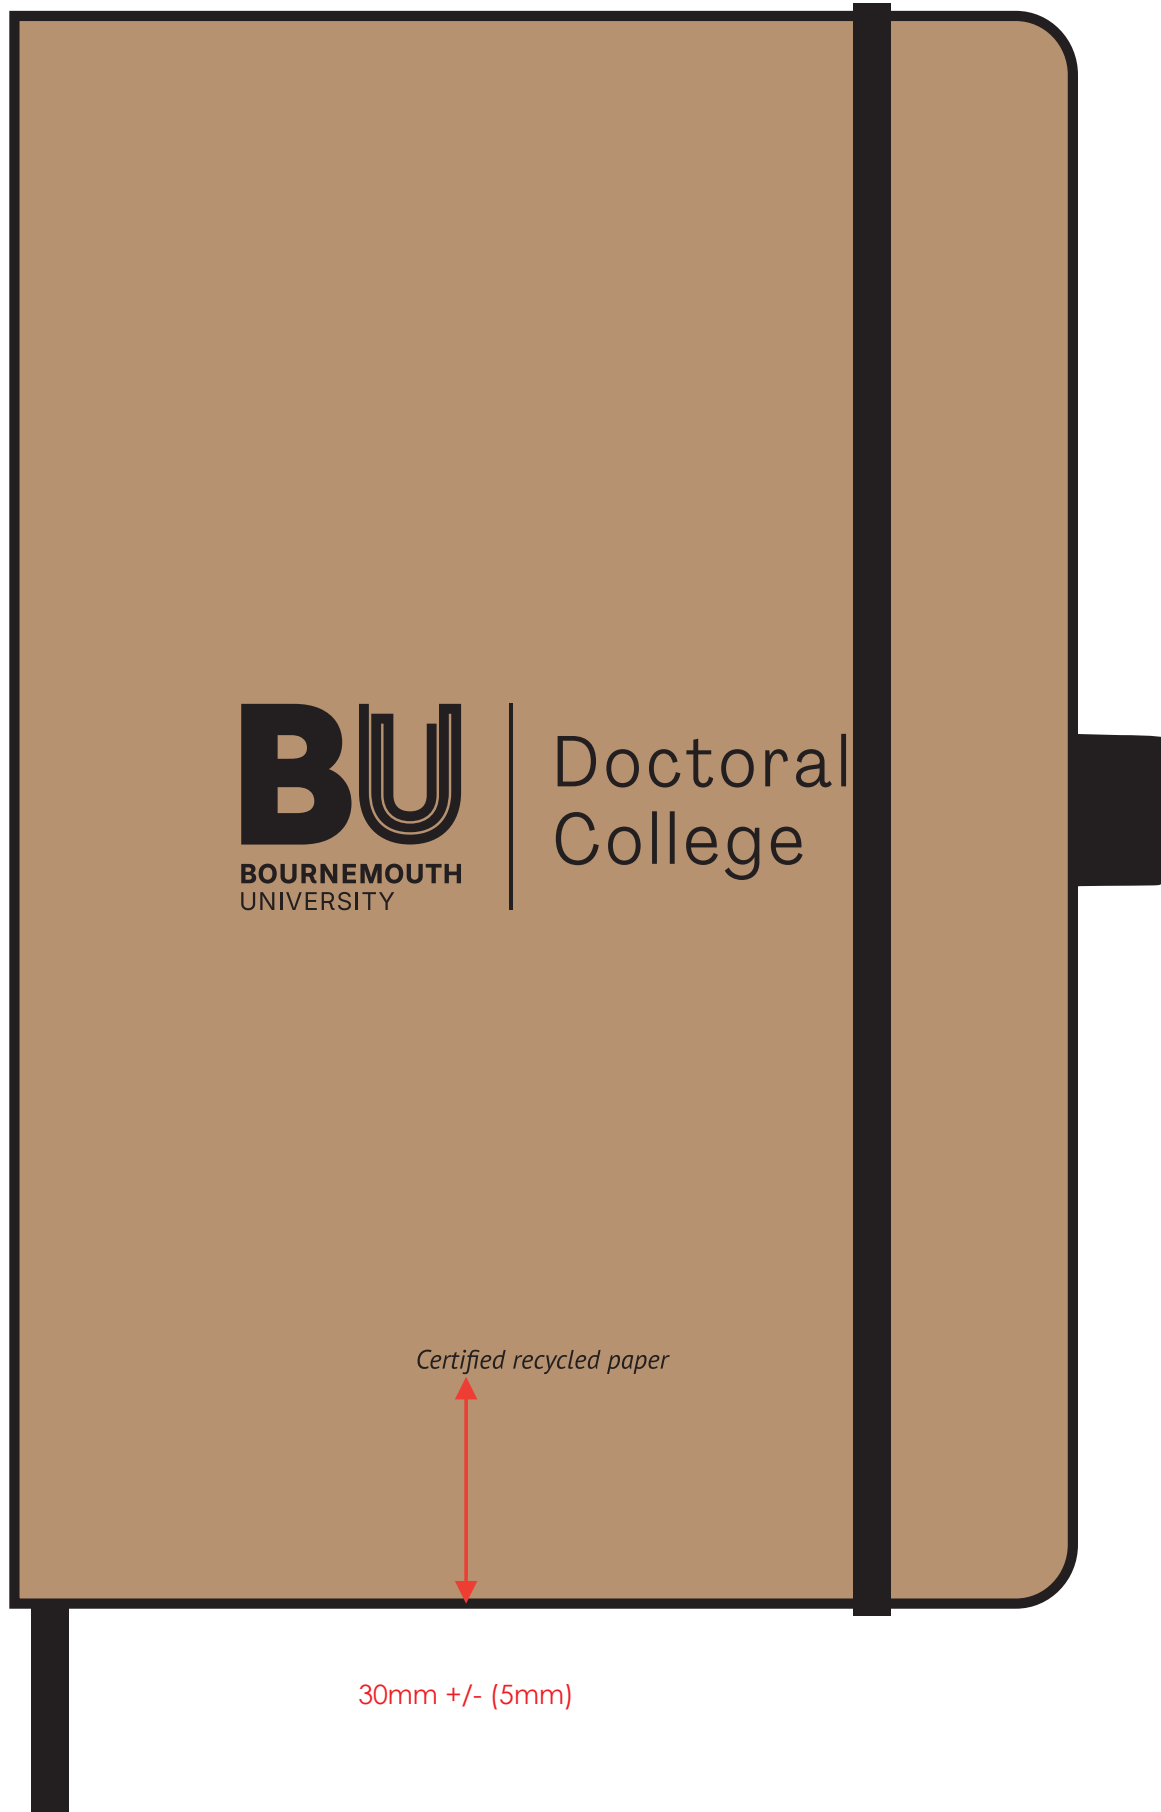 BU
BOURNEMOUTH
UNIVERSITY
Doctoral
College
Certified recycled paper
30mm +/- (5mm)